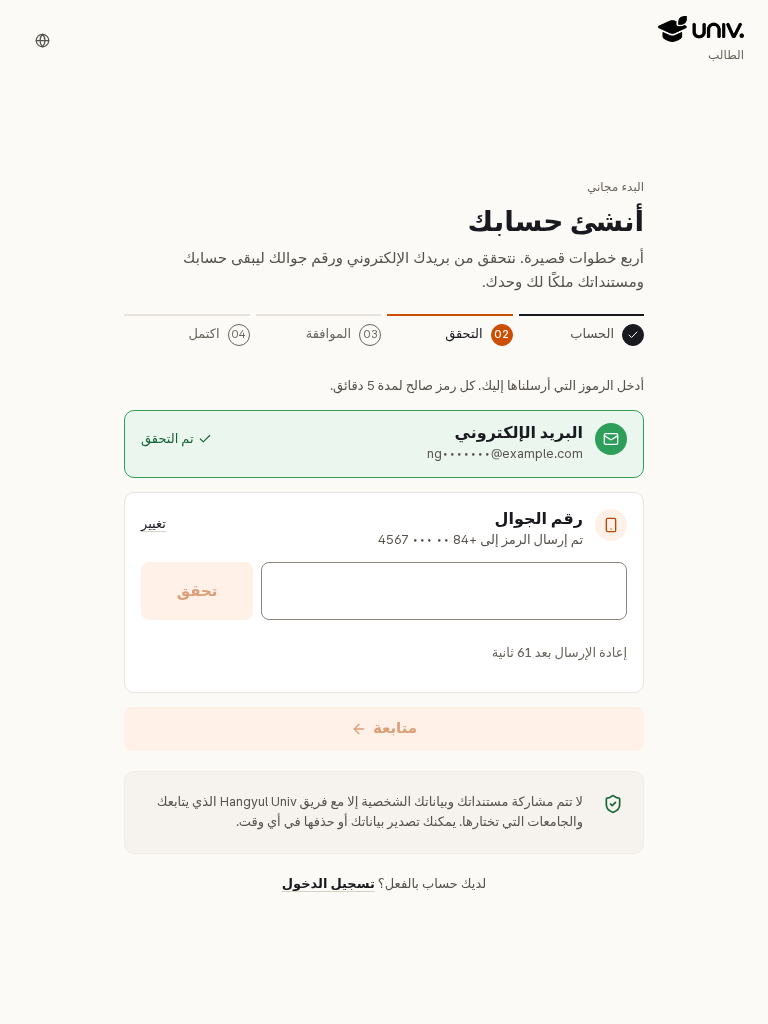 univ.
الطالب
البدء مجاني
أنشئ حسابك
أربع خطوات قصيرة. نتحقق من بريدك الإلكتروني ورقم جوالك ليبقى حسابك
ومستنداتك ملكًا لك وحدك.
الحساب
02 التحقق
03 الموافقة
04 اكتمل
أدخل الرموز التي أرسلناها إليك. كل رمز صالح لمدة 5 دقائق.
البريد الإلكتروني
ng•••••••@example.com
تم التحقق
رقم الجوال
تم إرسال الرمز إلى +84 •• ••• 4567
تغيير
تحقق
إعادة الإرسال بعد 61 ثانية
متابعة
لا تتم مشاركة مستنداتك وبياناتك الشخصية إلا مع فريق Hangyul Univ الذي يتابعك
والجامعات التي تختارها. يمكنك تصدير بياناتك أو حذفها في أي وقت.
لديك حساب بالفعل؟ تسجيل الدخول